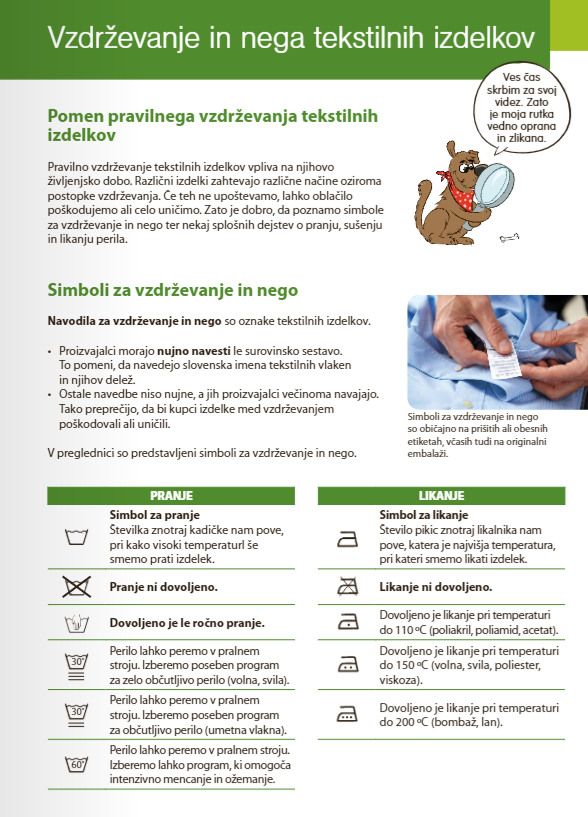 Vzdrževanje in nega tekstilnih izdelkov
Ves čas
skrbim za svoj
videz. Zato
je moja rutka
vedno oprana
in zlikana.
Pomen pravilnega vzdrževanja tekstilnih
izdelkov
Pravilno vzdrževanje tekstilnih izdelkov vpliva na njihovo
življenjsko dobo. Različni izdelki zahtevajo različne načine oziroma
postopke vzdrževanja. Če teh ne upoštevamo, lahko oblačilo
poškodujemo ali celo uničimo. Zato je dobro, da poznamo simbole
za vzdrževanje in nego ter nekaj splošnih dejstev o pranju, sušenju
in likanju perila.
Simboli za vzdrževanje in nego
Navodila za vzdrževanje in nego so oznake tekstilnih izdelkov.
• Proizvajalci morajo nujno navesti le surovinsko sestavo.
To pomeni, da navedejo slovenska imena tekstilnih vlaken
in njihov delež.
• Ostale navedbe niso nujne, a jih proizvajalci večinoma navajajo.
Tako preprečijo, da bi kupci izdelke med vzdrževanjem
poškodovali ali uničili.
V preglednici so predstavljeni simboli za vzdrževanje in nego.
Simboli za vzdrževanje in nego
so običajno na prišitih ali obesnih
etiketah, včasih tudi na originalni
embalaži.
PRANJE
Simbol za pranje
Številka znotraj kadičke nam pove,
pri kako visoki temperaturl še
smemo prati izdelek.
Pranje ni dovoljeno.
Dovoljeno je le ročno pranje.
30°
Perilo lahko peremo v pralnem
stroju. Izberemo poseben program
za zelo občutljivo perilo (volna, svila).
30°
Perilo lahko peremo v pralnem
stroju. Izberemo poseben program
za občutljivo perilo (umetna vlakna).
60°
Perilo lahko peremo v pralnem stroju.
Izberemo lahko program, ki omogoča
intenzivno mencanje in ožemanje.
LIKANJE
Simbol za likanje
Število pikic znotraj likalnika nam
pove, katera je najvišja temperatura,
pri kateri smemo likati izdelek.
Likanje ni dovoljeno.
Dovoljeno je likanje pri temperaturi
do 110 ºC (poliakril, poliamid, acetat).
Dovoljeno je likanje pri temperaturi
do 150 ºC (volna, svila, poliester,
viskoza).
Dovoljeno je likanje pri temperaturi
do 200 ºC (bombaž, lan).